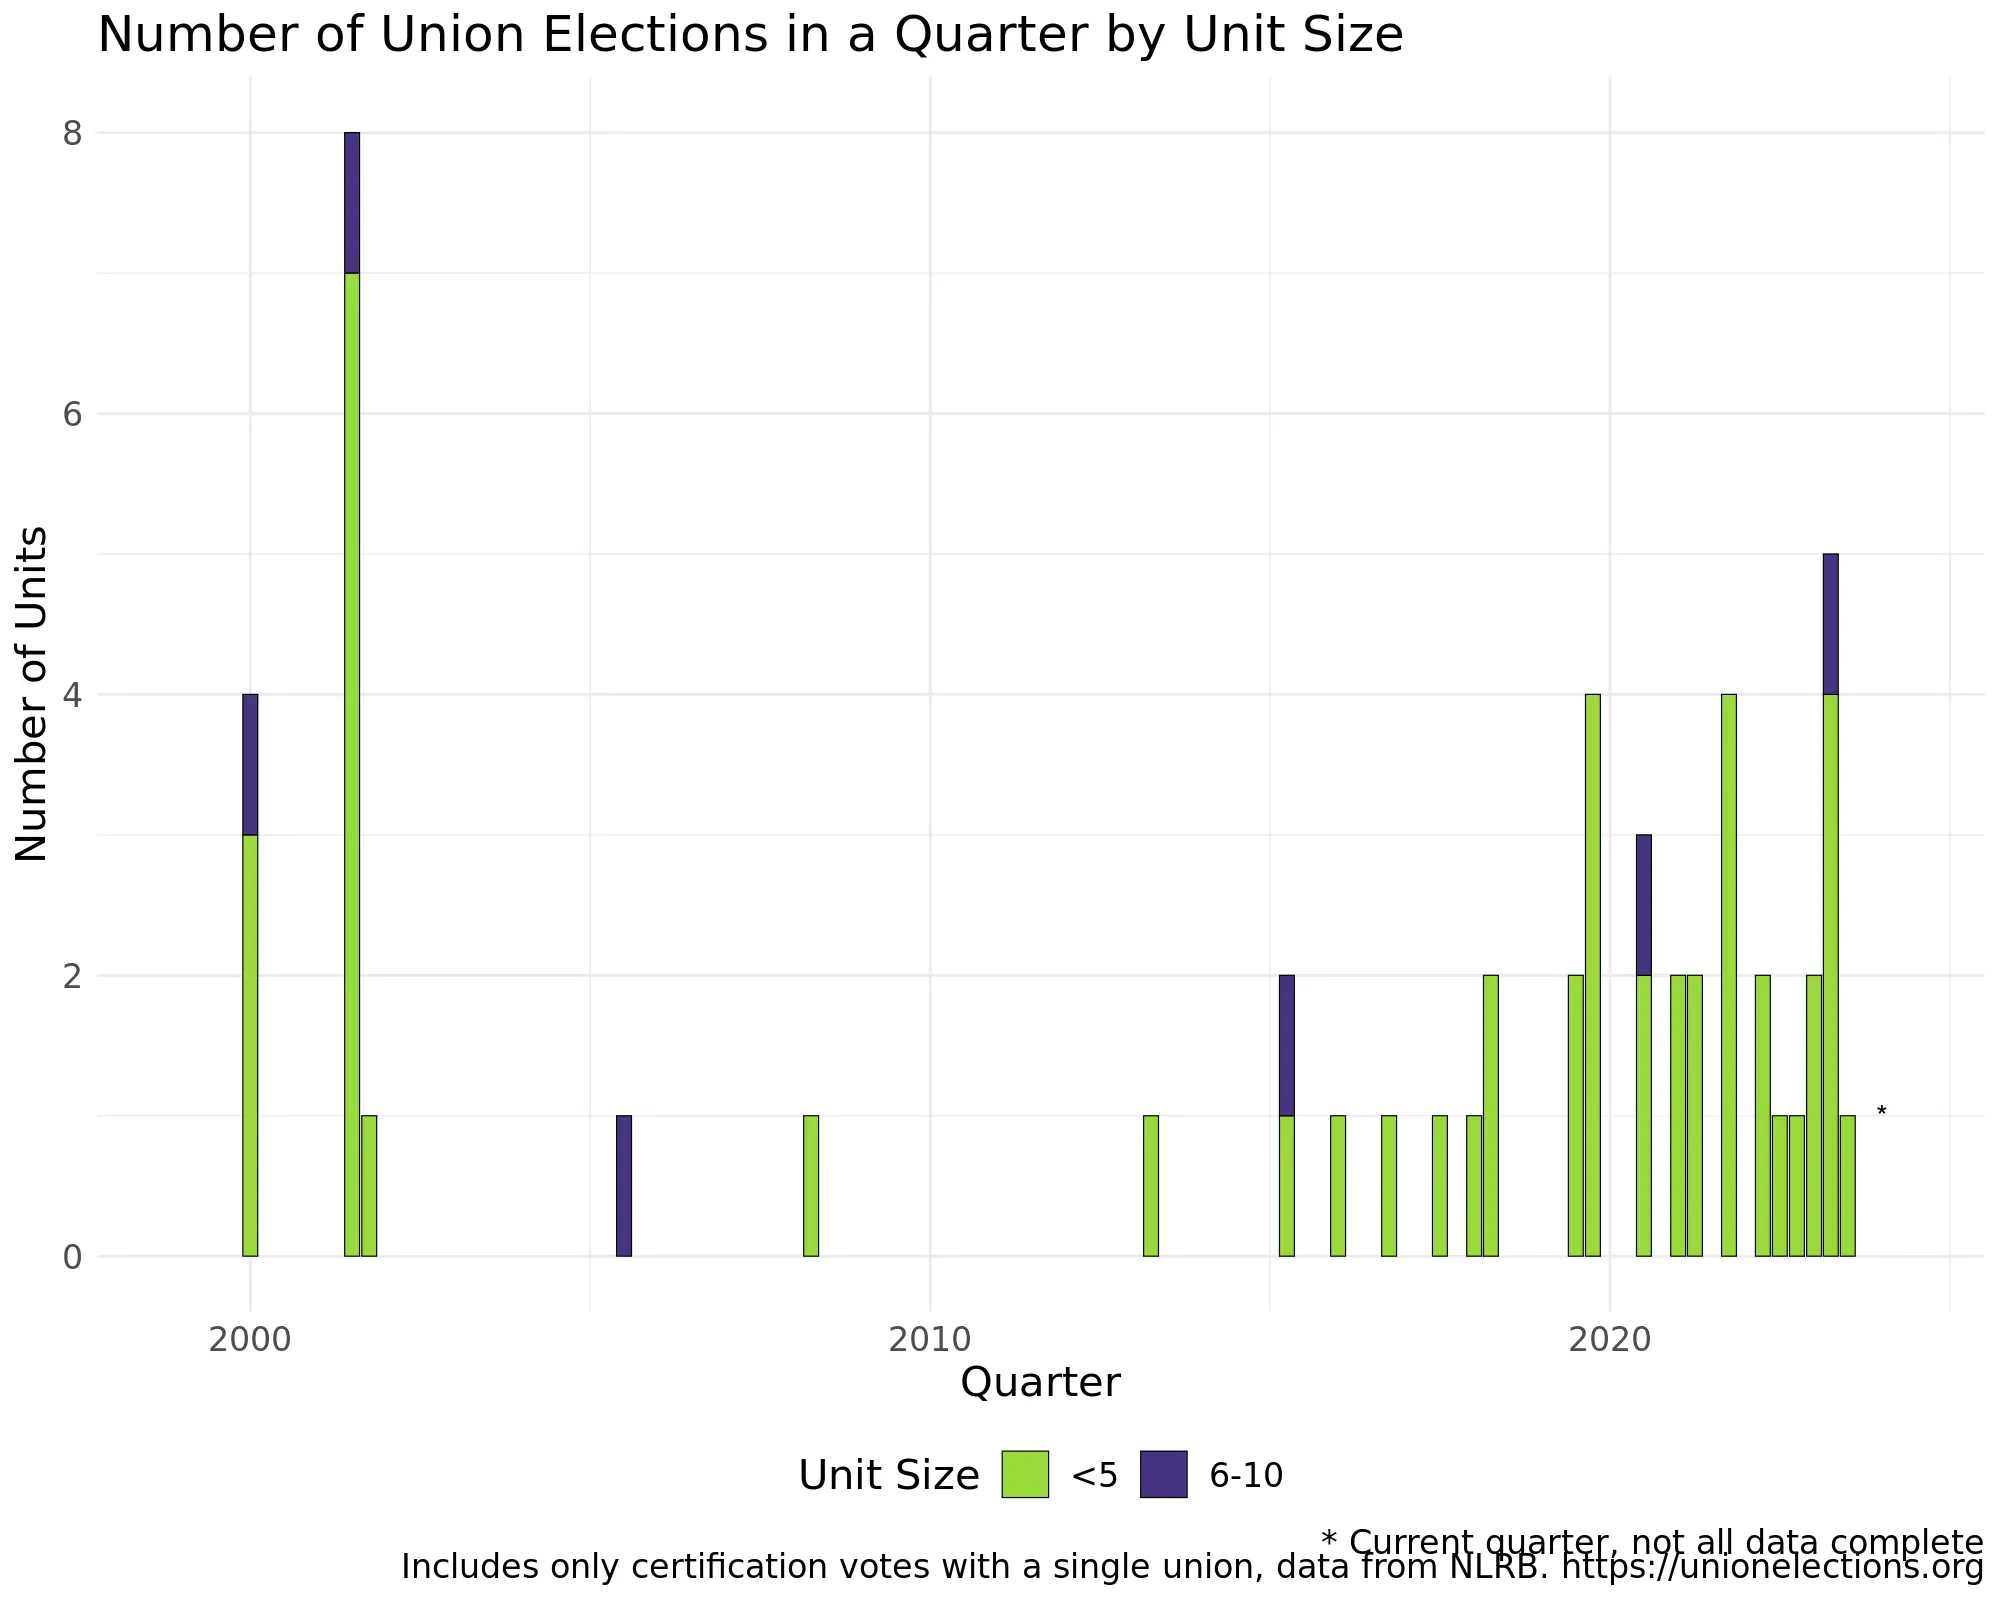 Number of Union Elections in a Quarter by Unit Size
Number of Units
8
6
4
2
0
*
2000 2010 2020
Quarter
Unit Size <5 6-10
* Current quarter, not all data complete
Includes only certification votes with a single union, data from NLRB. https://unionelections.org